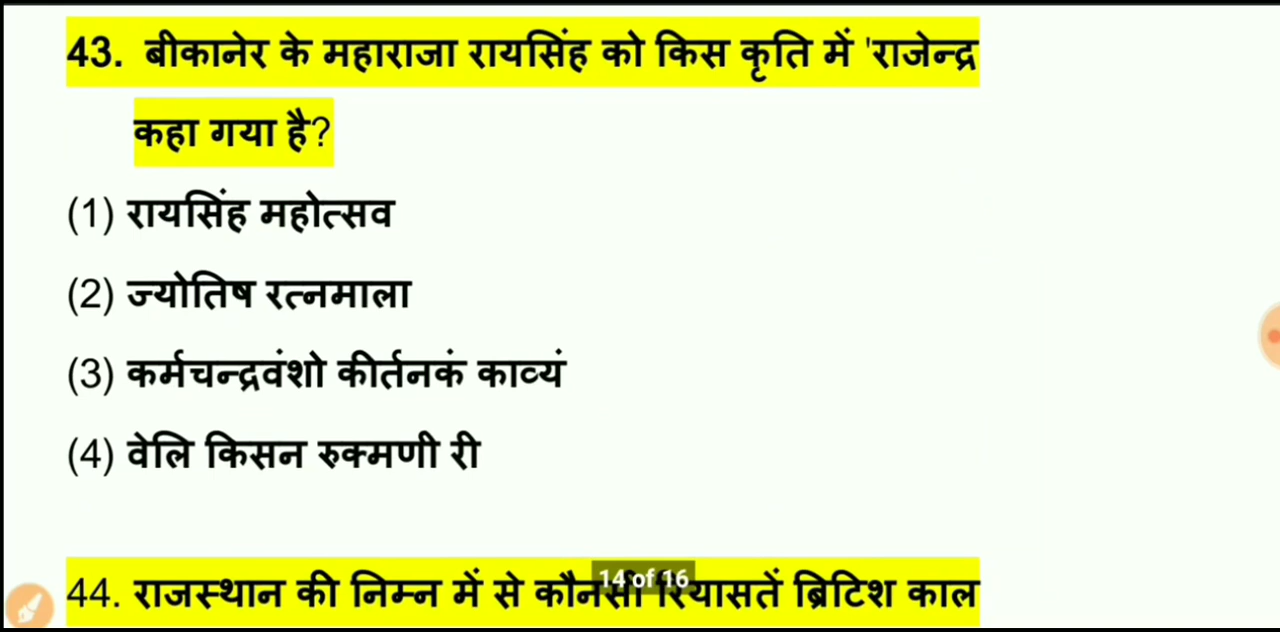 43. बीकानेर के महाराजा रायसिंह को किस कृति में 'राजेन्द्र
कहा गया है?
(1) रायसिंह महोत्सव
(2) ज्योतिष रत्नमाला
(3) कर्मचन्द्रवंशो कीर्तनकं काव्यं
(4) वेलि किसन रुक्मणी री
44. राजस्थान की निम्न में से कौनसी रियासतें ब्रिटिश काल
14 of 16